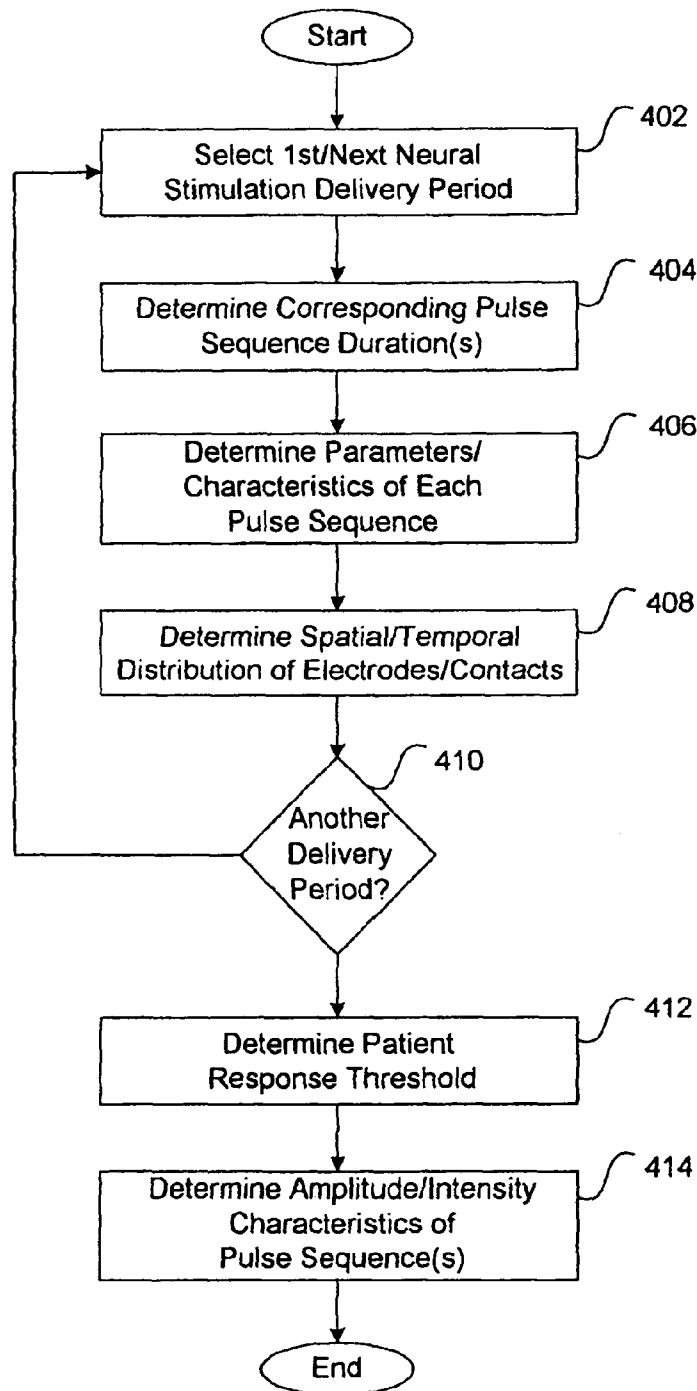 Start
402
Select 1st/Next Neural
Stimulation Delivery Period
404
Determine Corresponding Pulse
Sequence Duration(s)
406
Determine Parameters/
Characteristics of Each
Pulse Sequence
408
Determine Spatial/Temporal
Distribution of Electrodes/Contacts
410
Another
Delivery
Period?
412
Determine Patient
Response Threshold
414
Determine Amplitude/Intensity
Characteristics of
Pulse Sequence(s)
End